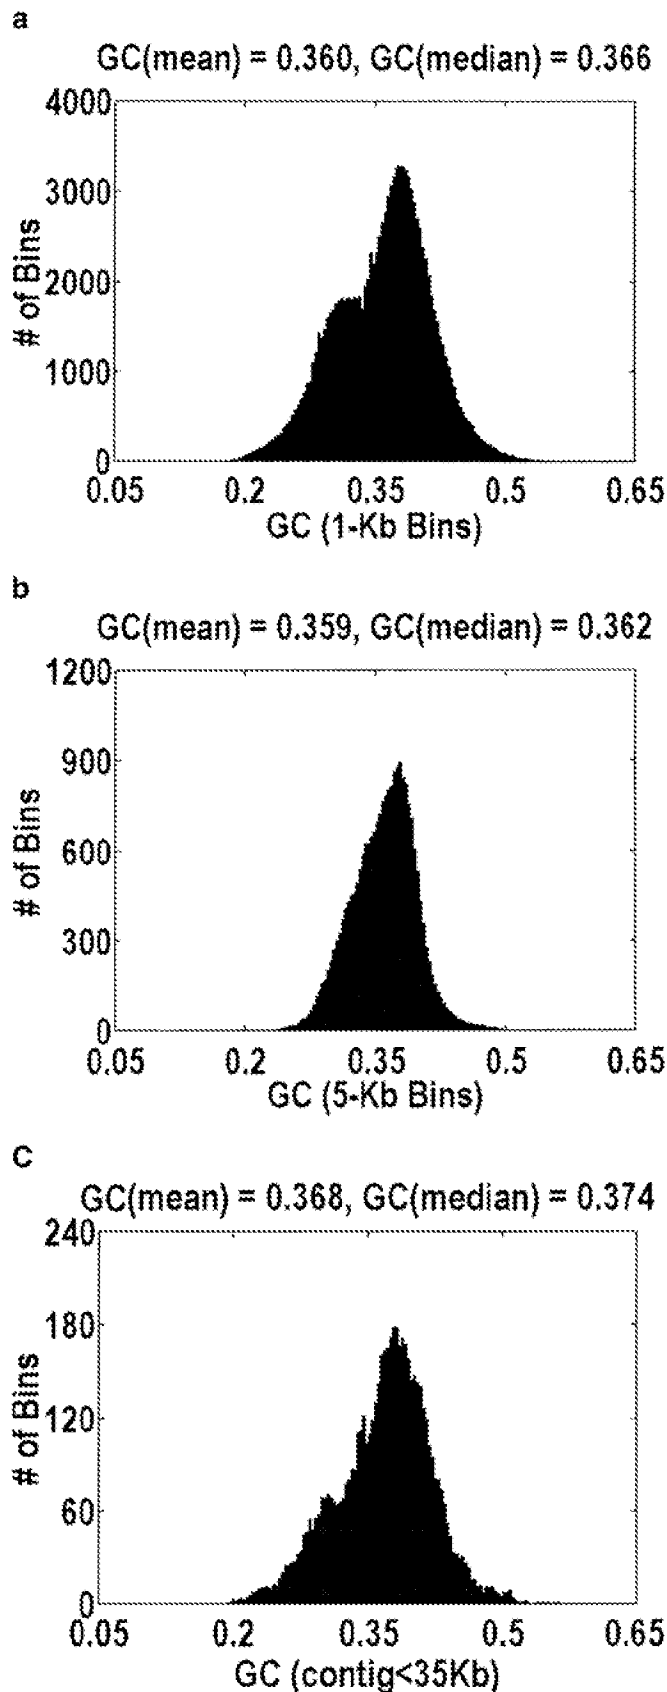 a
GC(mean) = 0.360, GC(median) = 0.366
4000
3000
2000
1000
0
# of Bins
0.05 0.2 0.35 0.5 0.65
GC (1-Kb Bins)
b
GC(mean) = 0.359, GC(median) = 0.362
1200
900
600
300
0
# of Bins
0.05 0.2 0.35 0.5 0.65
GC (5-Kb Bins)
C
GC(mean) = 0.368, GC(median) = 0.374
240
180
120
60
0
# of Bins
0.05 0.2 0.35 0.5 0.65
GC (contig<35Kb)